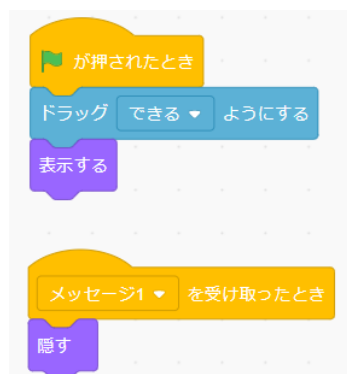 が押されたとき
ドラッグ できる ようにする
表示する
メッセージ1 を受け取ったとき
隠す